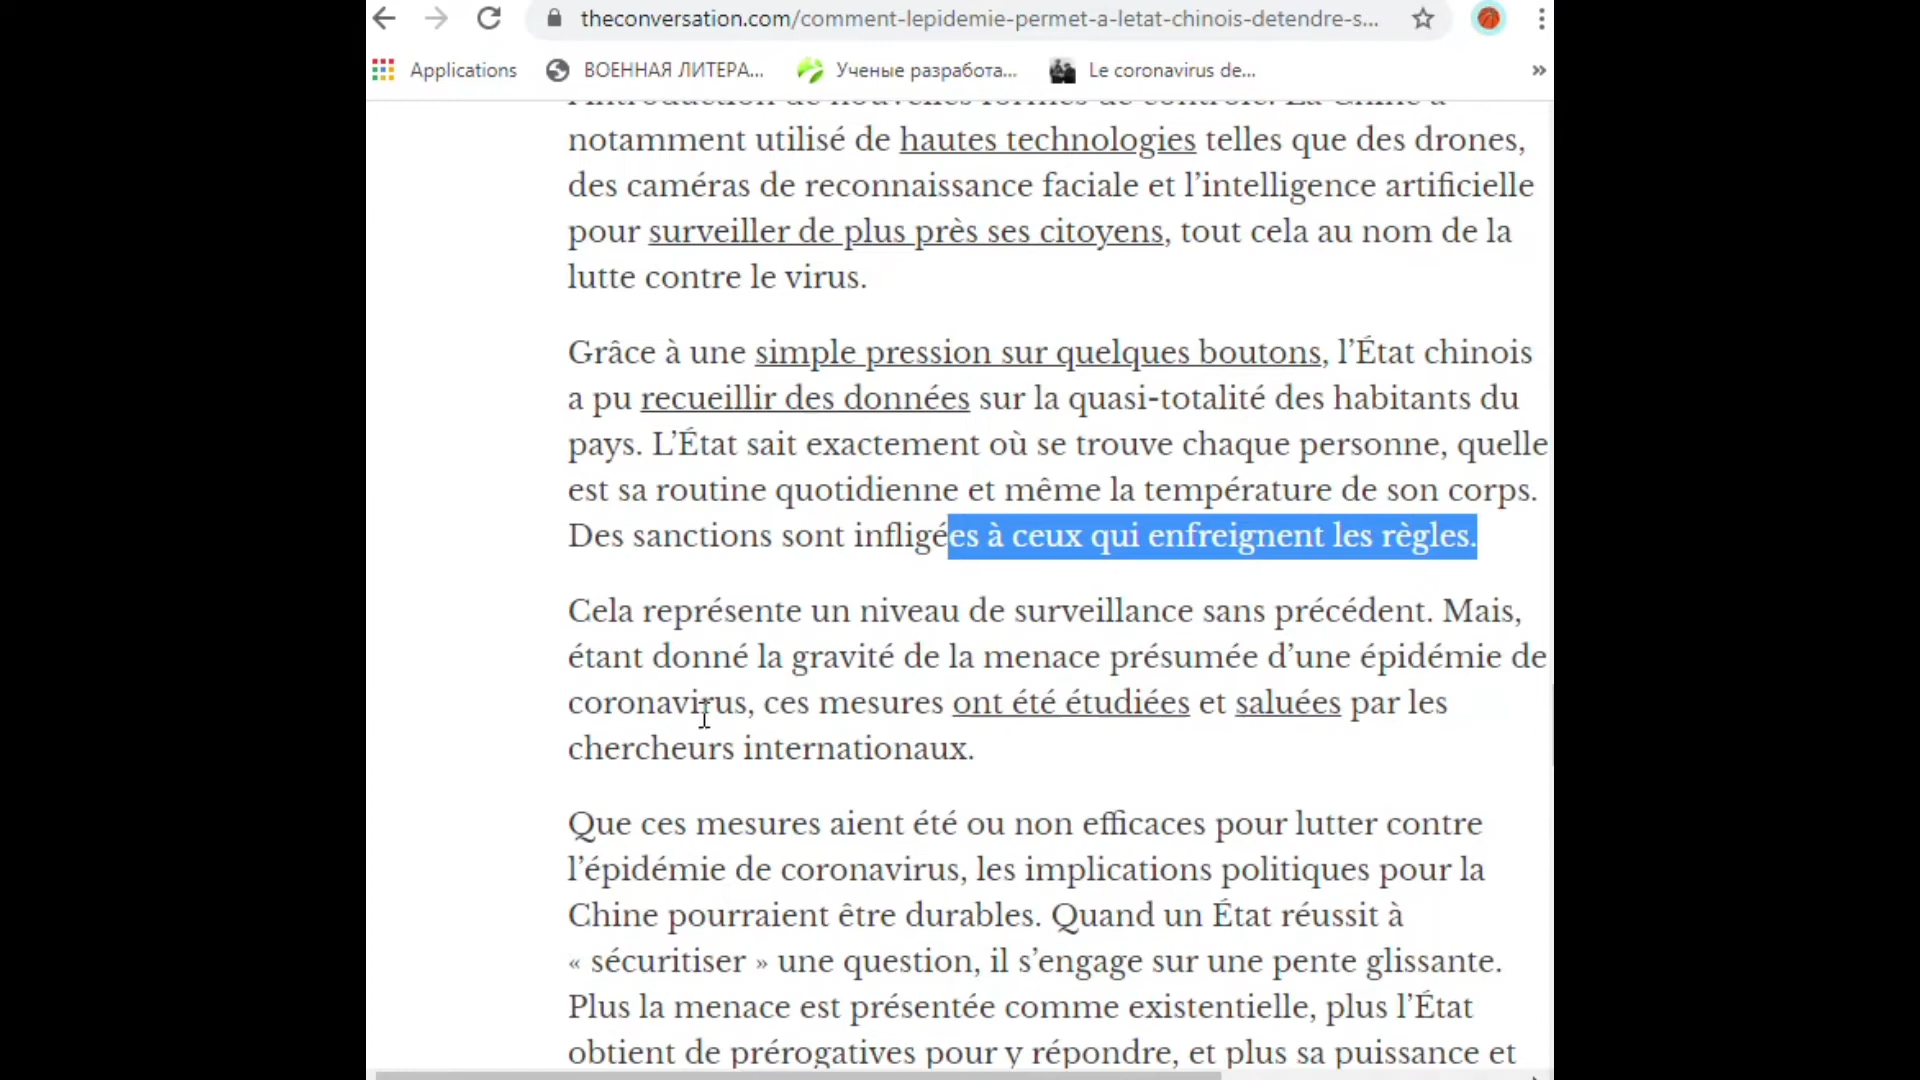 theconversation.com/comment-lepidemie-permet-a-letat-chinois-detendre-s...
Applications
ВОЕННАЯ ЛИТЕРА...
Ученые разработа...
Le coronavirus de...
»
l'introduction de nouvelles formes de contrôle. La Chine a
notamment utilisé de hautes technologies telles que des drones,
des caméras de reconnaissance faciale et l’intelligence artificielle
pour surveiller de plus près ses citoyens, tout cela au nom de la
lutte contre le virus.
Grâce à une simple pression sur quelques boutons, l’État chinois
a pu recueillir des données sur la quasi-totalité des habitants du
pays. L’État sait exactement où se trouve chaque personne, quelle
est sa routine quotidienne et même la température de son corps.
Des sanctions sont infligées à ceux qui enfreignent les règles.
Cela représente un niveau de surveillance sans précédent. Mais,
étant donné la gravité de la menace présumée d’une épidémie de
coronavirus, ces mesures ont été étudiées et saluées par les
chercheurs internationaux.
Que ces mesures aient été ou non efficaces pour lutter contre
l’épidémie de coronavirus, les implications politiques pour la
Chine pourraient être durables. Quand un État réussit à
« sécuritiser » une question, il s’engage sur une pente glissante.
Plus la menace est présentée comme existentielle, plus l’État
obtient de prérogatives pour y répondre, et plus sa puissance et